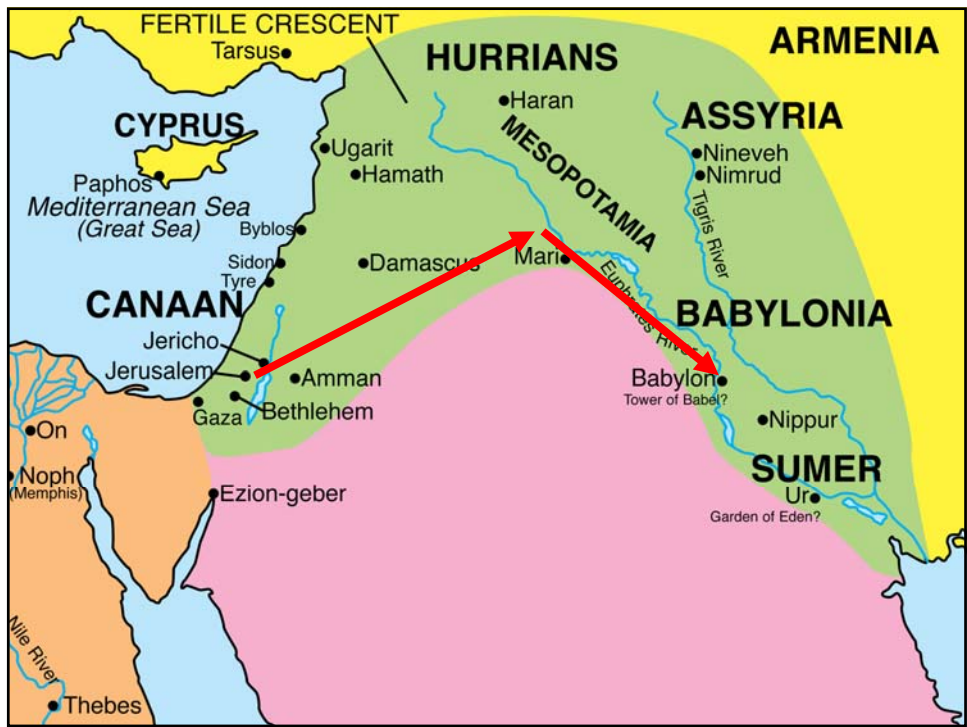 FERTILE CRESCENT
Tarsus
HURRIANS
ARMENIA
Haran
CYPRUS
MESOPOTAMIA
ASSYRIA
Ugarit
Nineveh
Hamath
Nimrud
Paphos
Mediterranean Sea
(Great Sea)
Tigris River
Byblos
Sidon
Damascus
Mari
Tyre
Euphrates River
CANAAN
BABYLONIA
Jericho
Jerusalem
Amman
Babylon
Tower of Babel?
Gaza
Bethlehem
Nippur
On
SUMER
Noph
(Memphis)
Ezion-geber
Ur
Garden of Eden?
Nile River
Thebes